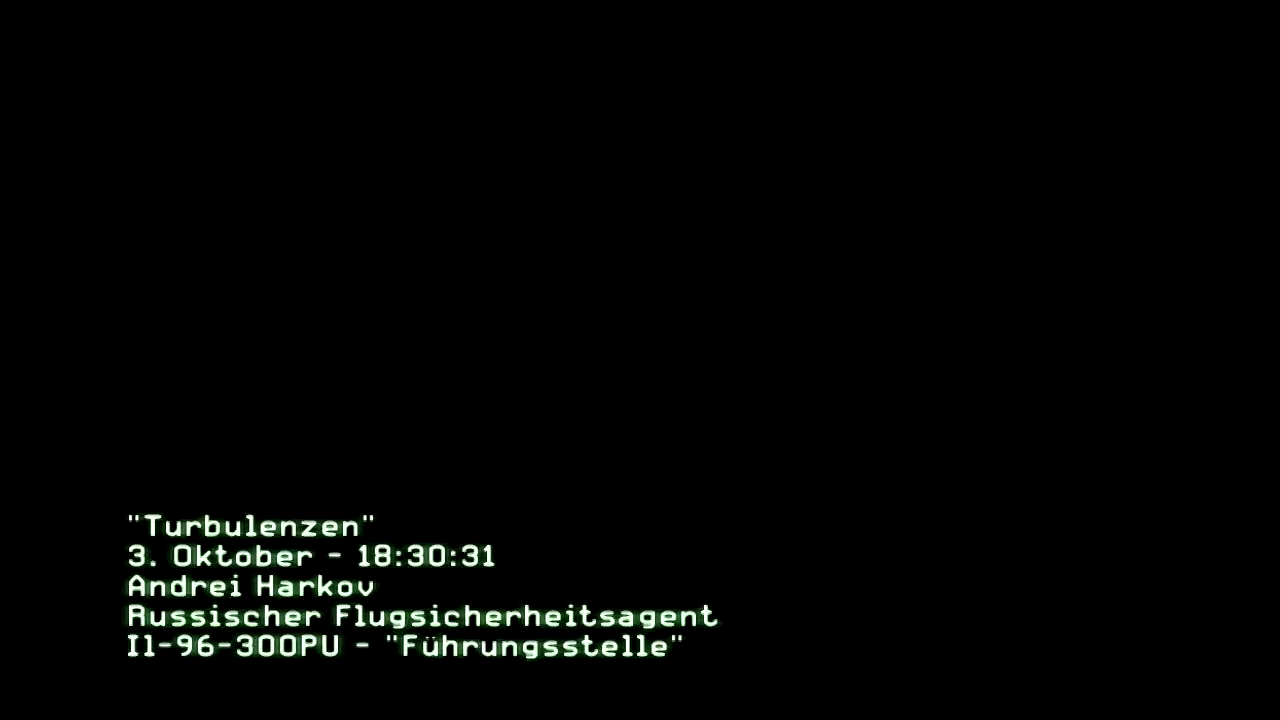 "Turbulenzen"
3. Oktober - 18:30:31
Andrei Harkov
Russischer Flugsicherheitsagent
Il-96-300PU - "Führungsstelle"